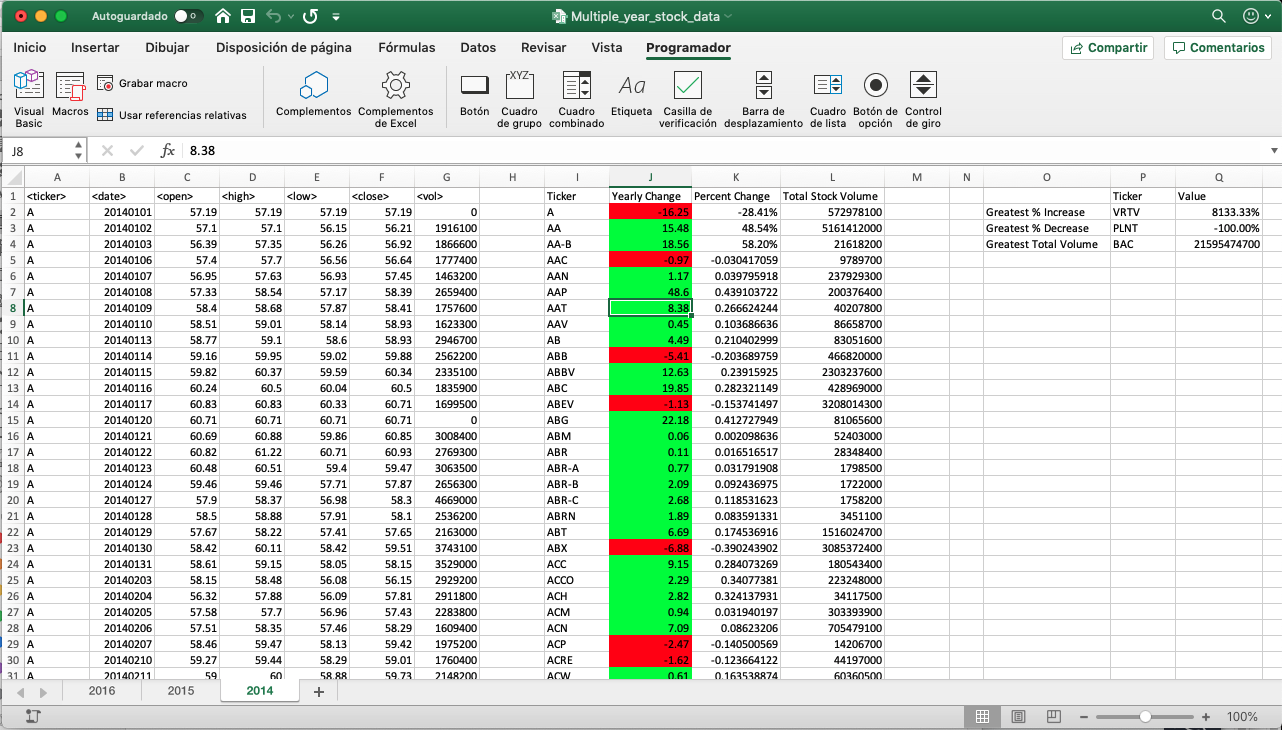 Autoguardado
Multiple_year_stock_data
Inicio Insertar Dibujar Disposición de página Fórmulas Datos Revisar Vista Programador Compartir Comentarios
Visual Basic Macros Grabar macro Usar referencias relativas Complementos Complementos de Excel Botón Cuadro de grupo Cuadro combinado Etiqueta Casilla de verificación Barra de desplazamiento Cuadro de lista Botón de opción Control de giro
XYZ
Aa
J8 fx 8.38
A B C D E F G H I J K L M N O P Q
1 <ticker> <date> <open> <high> <low> <close> <vol> Ticker Yearly Change Percent Change Total Stock Volume Ticker Value
2 A 20140101 57.19 57.19 57.19 57.19 0 A -16.25 -28.41% 572978100 Greatest % Increase VRTV 8133.33%
3 A 20140102 57.1 57.1 56.15 56.21 1916100 AA 15.48 48.54% 5161412000 Greatest % Decrease PLNT -100.00%
4 A 20140103 56.39 57.35 56.26 56.92 1866600 AA-B 18.56 58.20% 21618200 Greatest Total Volume BAC 21595474700
5 A 20140106 57.4 57.7 56.56 56.64 1777400 AAC -0.97 -0.030417059 9789700
6 A 20140107 56.95 57.63 56.93 57.45 1463200 AAN 1.17 0.039795918 237929300
7 A 20140108 57.33 58.54 57.17 58.39 2659400 AAP 48.6 0.439103722 200376400
8 A 20140109 58.4 58.68 57.87 58.41 1757600 AAT 8.38 0.266624244 40207800
9 A 20140110 58.51 59.01 58.14 58.93 1623300 AAV 0.45 0.103686636 86658700
10 A 20140113 58.77 59.1 58.6 58.93 2946700 AB 4.49 0.210402999 83051600
11 A 20140114 59.16 59.95 59.02 59.88 2562200 ABB -5.41 -0.203689759 466820000
12 A 20140115 59.82 60.37 59.59 60.34 2335100 ABBV 12.63 0.23915925 2303237600
13 A 20140116 60.24 60.5 60.04 60.5 1835900 ABC 19.85 0.282321149 428969000
14 A 20140117 60.83 60.83 60.33 60.71 1699500 ABEV -1.13 -0.153741497 3208014300
15 A 20140120 60.71 60.71 60.71 60.71 0 ABG 22.18 0.412727949 81065600
16 A 20140121 60.69 60.88 59.86 60.85 3008400 ABM 0.06 0.002098636 52403000
17 A 20140122 60.82 61.22 60.71 60.93 2769300 ABR 0.11 0.016516517 28348400
18 A 20140123 60.48 60.51 59.4 59.47 3063500 ABR-A 0.77 0.031791908 1798500
19 A 20140124 59.46 59.46 57.71 57.87 2656300 ABR-B 2.09 0.092436975 1722000
20 A 20140127 57.9 58.37 56.98 58.3 4669000 ABR-C 2.68 0.118531623 1758200
21 A 20140128 58.5 58.88 57.91 58.1 2536200 ABRN 1.89 0.083591331 3451100
22 A 20140129 57.67 58.22 57.41 57.65 2163000 ABT 6.69 0.174536916 1516024700
23 A 20140130 58.42 60.11 58.42 59.51 3743100 ABX -6.88 -0.390243902 3085372400
24 A 20140131 58.61 59.15 58.05 58.15 3529000 ACC 9.15 0.284073269 180543400
25 A 20140203 58.15 58.48 56.08 56.15 2929200 ACCO 2.29 0.34077381 223248000
26 A 20140204 56.32 57.88 56.09 57.81 2911800 ACH 2.82 0.324137931 34117500
27 A 20140205 57.58 57.7 56.96 57.43 2283800 ACM 0.94 0.031940197 303393900
28 A 20140206 57.51 58.35 57.46 58.29 1609400 ACN 7.09 0.08623206 705479100
29 A 20140207 58.46 59.47 58.13 59.42 1975200 ACP -2.47 -0.140500569 14206700
30 A 20140210 59.27 59.44 58.29 59.01 1760400 ACRE -1.62 -0.123664122 44197000
31 A 20140211 59 60 58.88 59.73 2148200 ACW 0.61 0.163538874 60360500
2016 2015 2014
100%